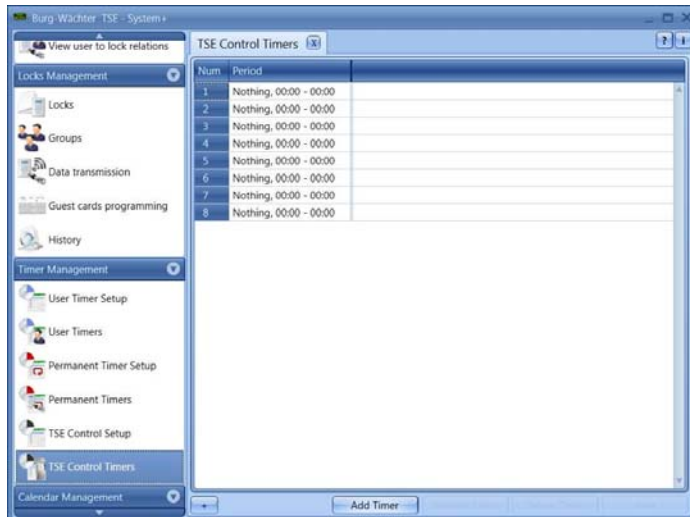 Burg-Wächter TSE - System+
View user to lock relations
Locks Management
Locks
Groups
Data transmission
Guest cards programming
History
Timer Management
User Timer Setup
User Timers
Permanent Timer Setup
Permanent Timers
TSE Control Setup
TSE Control Timers
Calendar Management
TSE Control Timers
Num Period
1 Nothing, 00:00 - 00:00
2 Nothing, 00:00 - 00:00
3 Nothing, 00:00 - 00:00
4 Nothing, 00:00 - 00:00
5 Nothing, 00:00 - 00:00
6 Nothing, 00:00 - 00:00
7 Nothing, 00:00 - 00:00
8 Nothing, 00:00 - 00:00
+ Add Timer